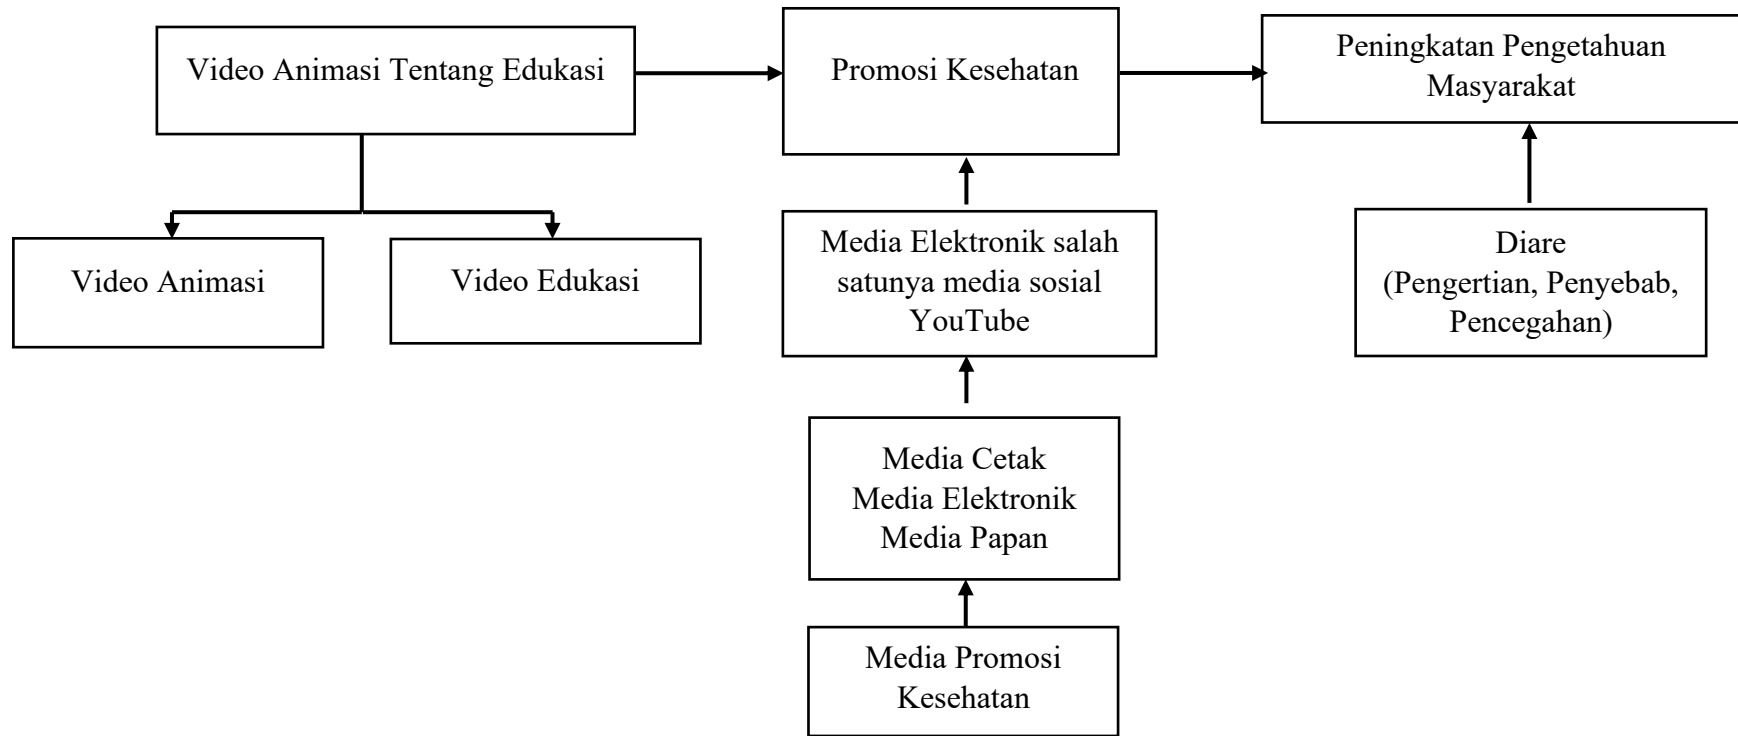 Video Animasi Tentang Edukasi
Promosi Kesehatan
Peningkatan Pengetahuan
Masyarakat
Video Animasi
Video Edukasi
Media Elektronik salah
satunya media sosial
YouTube
Diare
(Pengertian, Penyebab,
Pencegahan)
Media Cetak
Media Elektronik
Media Papan
Media Promosi
Kesehatan